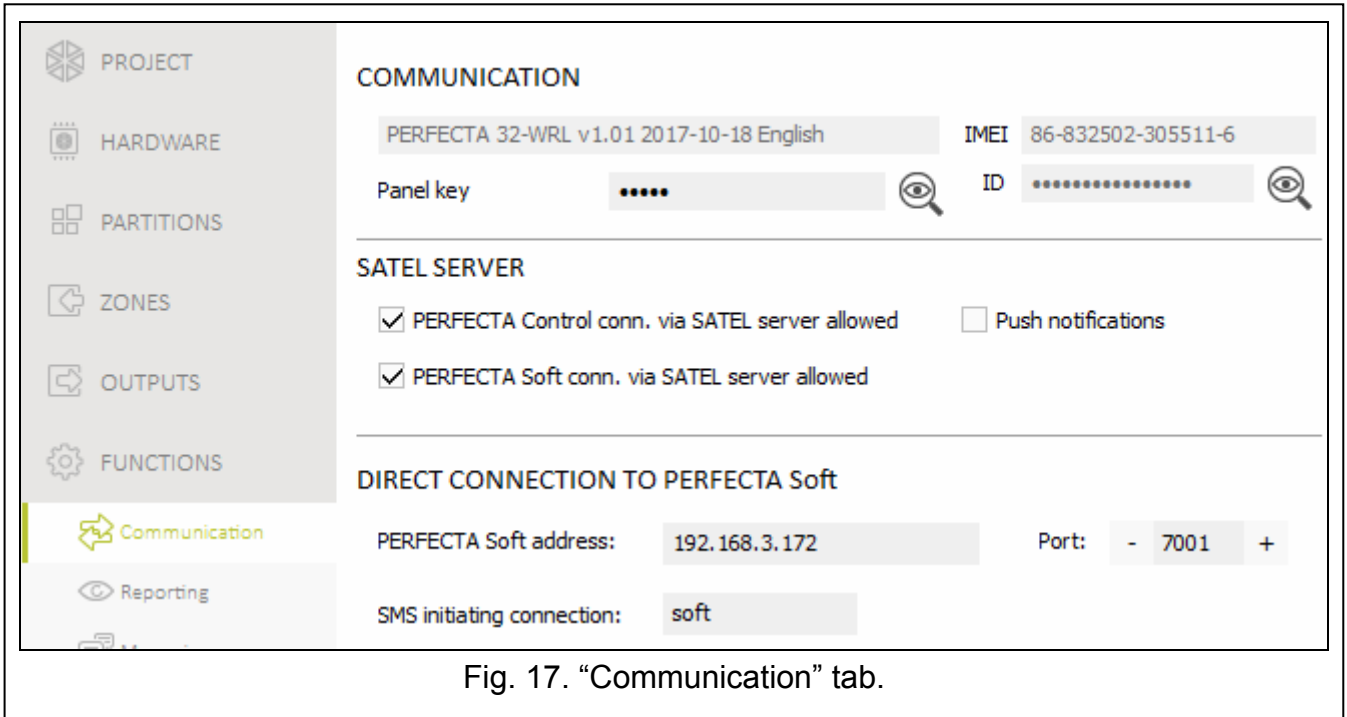 PROJECT
HARDWARE
PARTITIONS
ZONES
OUTPUTS
FUNCTIONS
Communication
Reporting
COMMUNICATION
PERFECTA 32-WRL v1.01 2017-10-18 English IMEI 86-832502-305511-6
Panel key ••••• ID ••••••••••••••••
SATEL SERVER
PERFECTA Control conn. via SATEL server allowed Push notifications
PERFECTA Soft conn. via SATEL server allowed
DIRECT CONNECTION TO PERFECTA Soft
PERFECTA Soft address: 192.168.3.172 Port: - 7001 +
SMS initiating connection: soft
Fig. 17. “Communication” tab.